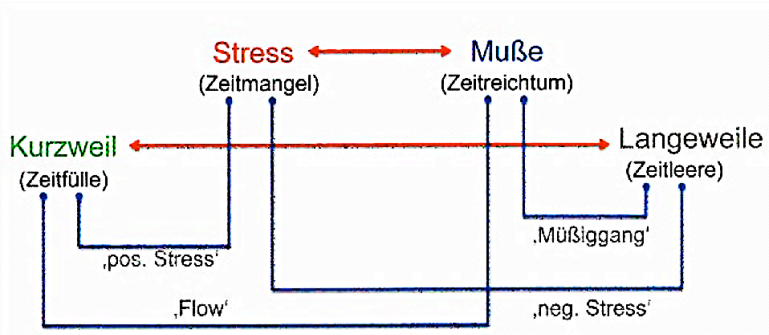 Stress
Muße
(Zeitmangel)
(Zeitreichtum)
Kurzweil
Langeweile
(Zeitfülle)
(Zeitleere)
‚Müßiggang‘
‚pos. Stress‘
‚Flow‘
‚neg. Stress‘